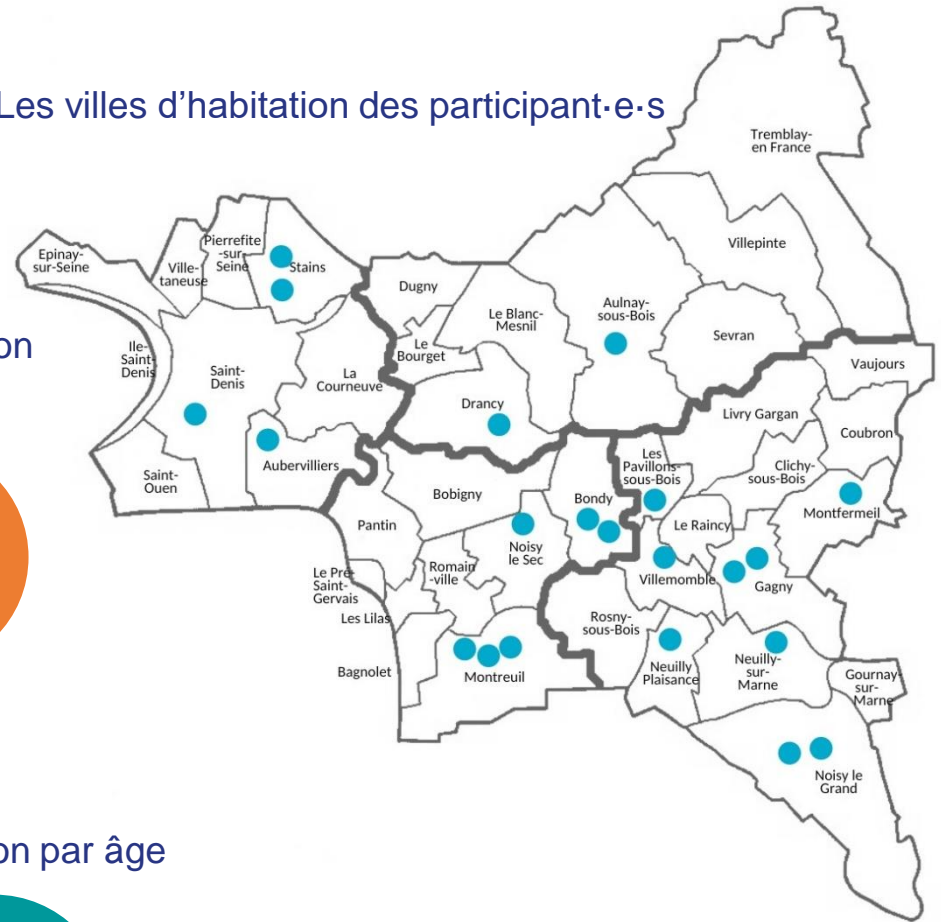 Les villes d’habitation des participant·e·s
Tremblay-
en France
Villepinte
Epinay-
sur-Seine
Ville-
taneuse
Pierrefite
-sur-
Seine
Stains
Dugny
Le Blanc-
Mesnil
Aulnay-
sous-Bois
Sevran
Le
Bourget
Vaujours
on
Ile-
Saint-
Denis
Saint-
Denis
La
Courneuve
Drancy
Livry Gargan
Coubron
Saint-
Ouen
Aubervilliers
Les
Pavillons-
sous-Bois
Clichy-
sous-Bois
Bobigny
Bondy
Montfermeil
Pantin
Le Raincy
Noisy
le Sec
Romain
-ville
Le Pré
Saint-
Gervais
Villemomble
Gagny
Les Lilas
Rosny-
sous-Bois
Bagnolet
Montreuil
Neuilly
Plaisance
Neuilly-
sur-
Marne
Gournay-
sur-
Marne
Noisy le
Grand
on par âge